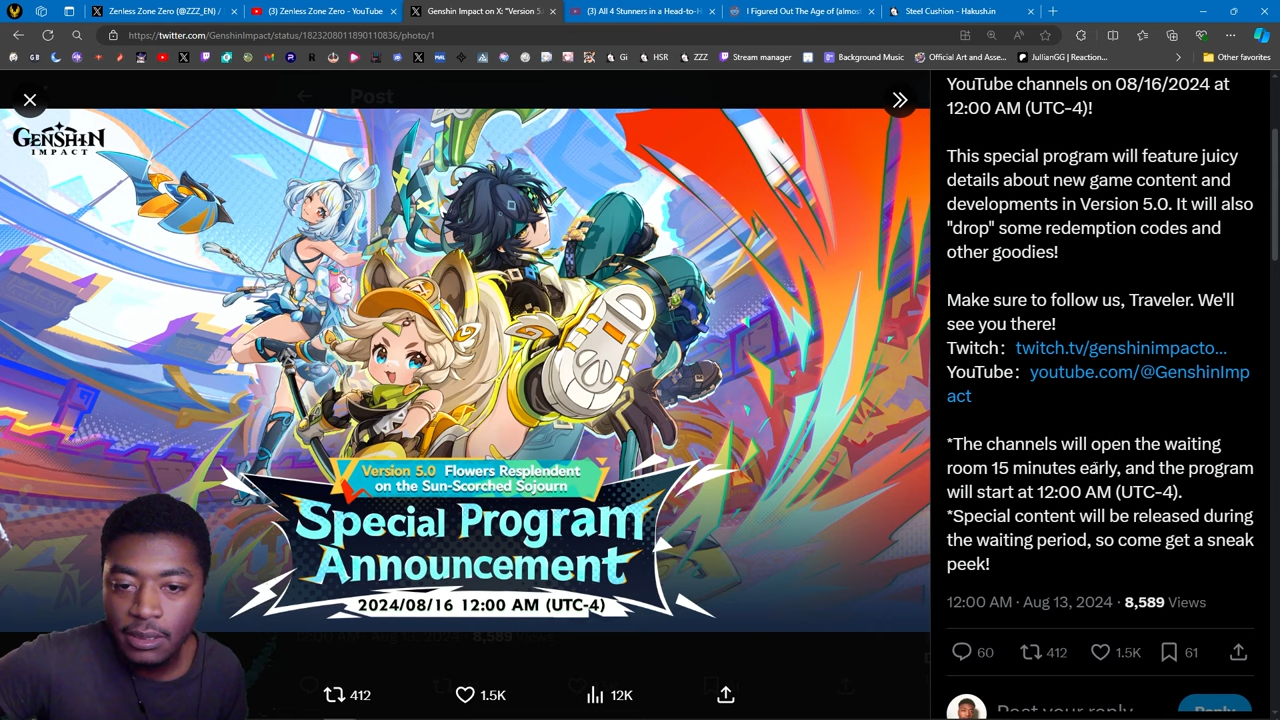 Zenless Zone Zero (@ZZZ_EN) /
(3) Zenless Zone Zero - YouTube
Genshin Impact on X: "Version 5.
(3) All 4 Stunners in a Head-to-H
I Figured Out The Age of (almos
Steel Cushion - Hakush.in
https://twitter.com/GenshinImpact/status/1823208011890110836/photo/1
Gi
HSR
ZZZ
Stream manager
Background Music
Official Art and Asse...
JullianGG | Reaction...
Other favorites
Post
GENSHIN
IMPACT
Version 5.0 Flowers Resplendent
on the Sun-Scorched Sojourn
Special Program
Announcement
2024/08/16 12:00 AM (UTC-4)
412
1.5K
12K
YouTube channels on 08/16/2024 at
12:00 AM (UTC-4)!
This special program will feature juicy
details about new game content and
developments in Version 5.0. It will also
"drop" some redemption codes and
other goodies!
Make sure to follow us, Traveler. We'll
see you there!
Twitch: twitch.tv/genshinimpacto...
YouTube: youtube.com/@GenshinImp
act
*The channels will open the waiting
room 15 minutes early, and the program
will start at 12:00 AM (UTC-4).
*Special content will be released during
the waiting period, so come get a sneak
peek!
12:00 AM · Aug 13, 2024 · 8,589 Views
60
412
1.5K
61
Post your reply
Reply